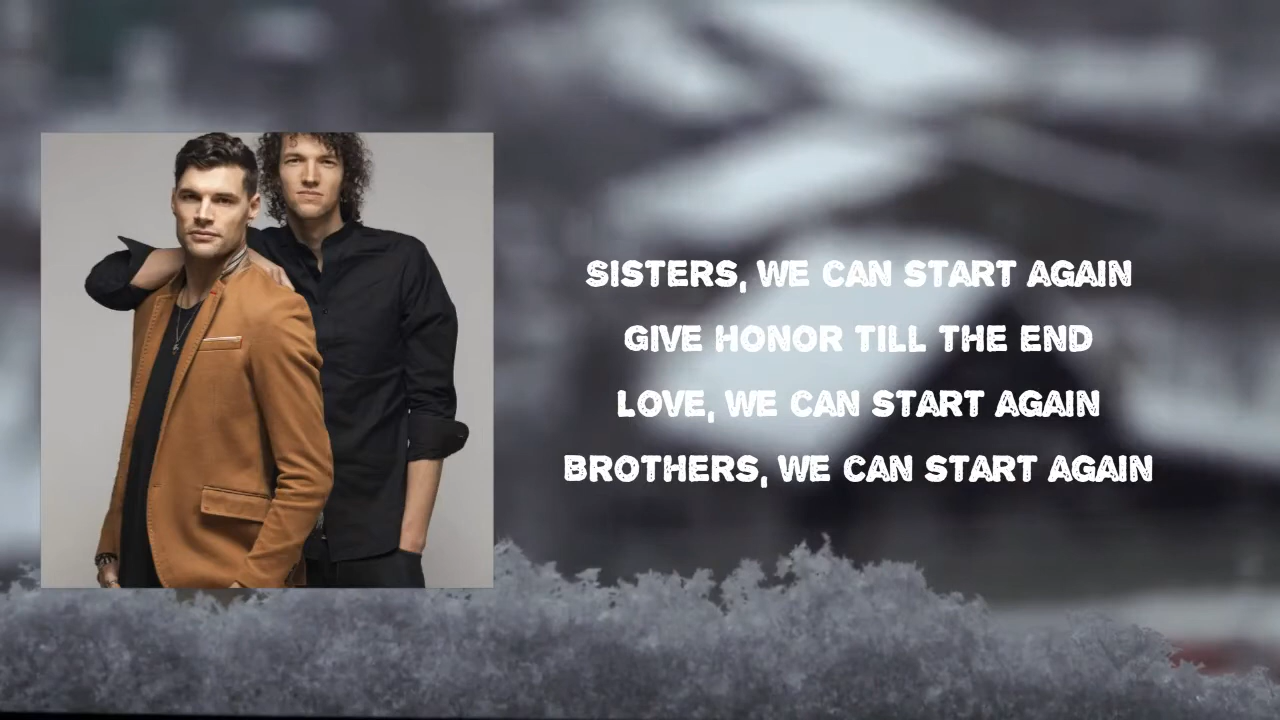 SISTERS, WE CAN START AGAIN
GIVE HONOR TILL THE END
LOVE, WE CAN START AGAIN
BROTHERS, WE CAN START AGAIN